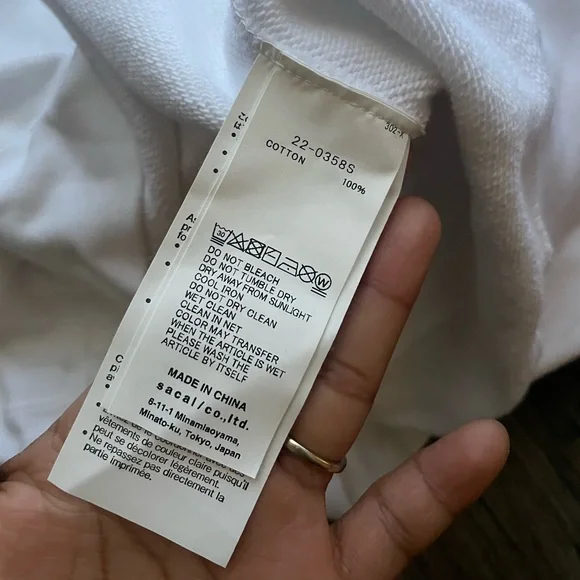 302-X
22-0358S
COTTON 100%
30
W
DO NOT BLEACH
DO NOT TUMBLE DRY
DRY AWAY FROM SUNLIGHT
COOL IRON
DO NOT DRY CLEAN
WET CLEAN
CLEAN IN NET
COLOR MAY TRANSFER
WHEN THE ARTICLE IS WET
PLEASE WASH THE
ARTICLE BY ITSELF
MADE IN CHINA
sacai/co,ltd.
6-11-1 Minamiaoyama,
Minato-ku, Tokyo, Japan
vêtements de couleur claire puisqu'il
peut se décolorer légèrement.
• Ne repassez pas directement la
partie imprimée.